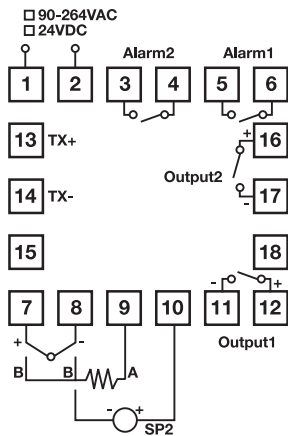 □ 90-264VAC
□ 24VDC
Alarm2 Alarm1
1 2 3 4 5 6
13 TX+ + 16
Output2
14 TX- - 17
15 18
- +
7 8 9 10 11 12
+ - Output1
B B A
- +
SP2